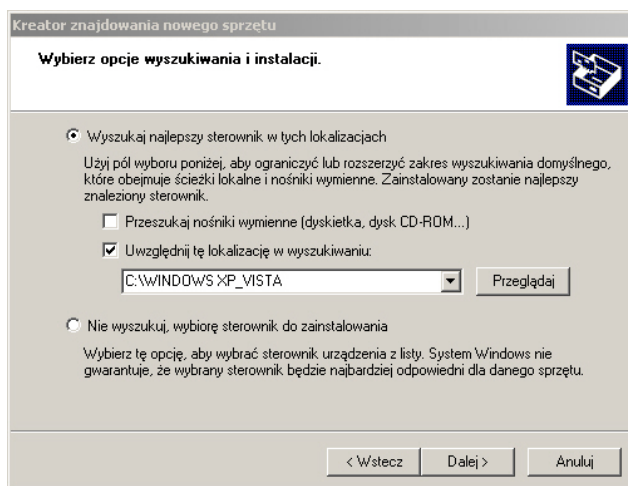 Kreator znajdowania nowego sprzętu
Wybierz opcje wyszukiwania i instalacji.
Wyszukaj najlepszy sterownik w tych lokalizacjach
Użyj pól wyboru poniżej, aby ograniczyć lub rozszerzyć zakres wyszukiwania domyślnego,
które obejmuje ścieżki lokalne i nośniki wymienne. Zainstalowany zostanie najlepszy
znaleziony sterownik.
Przeszukaj nośniki wymienne (dyskietka, dysk CD-ROM...)
Uwzględnij tę lokalizację w wyszukiwaniu:
C:\WINDOWS XP_VISTA
Przeglądaj
Nie wyszukuj, wybiorę sterownik do zainstalowania
Wybierz tę opcję, aby wybrać sterownik urządzenia z listy. System Windows nie
gwarantuje, że wybrany sterownik będzie najbardziej odpowiedni dla danego sprzętu.
< Wstecz
Dalej >
Anuluj